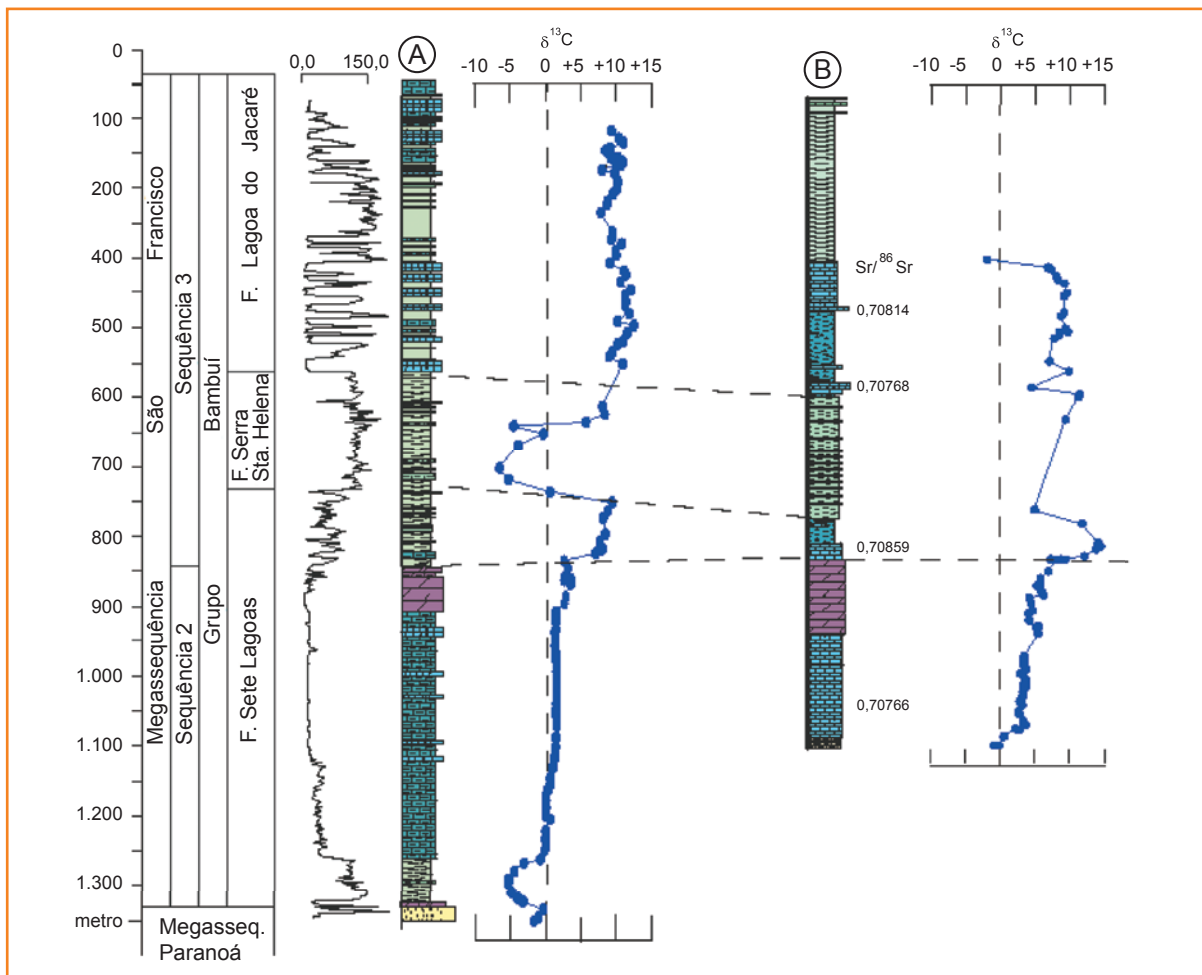 0
100
200
300
400
500
600
700
800
900
1.000
1.100
1.200
1.300
metro
Megassequência São Francisco
Sequência 2
Sequência 3
Grupo Bambuí
F. Sete Lagoas
F. Serra
Sta. Helena
F. Lagoa do Jacaré
Megasseq.
Paranoá
0,0 150,0
A
δ13C
-10 -5 0 +5 +10 +15
B
δ13C
-10 -5 0 +5 +10 +15
Sr/86 Sr
0,70814
0,70768
0,70859
0,70766